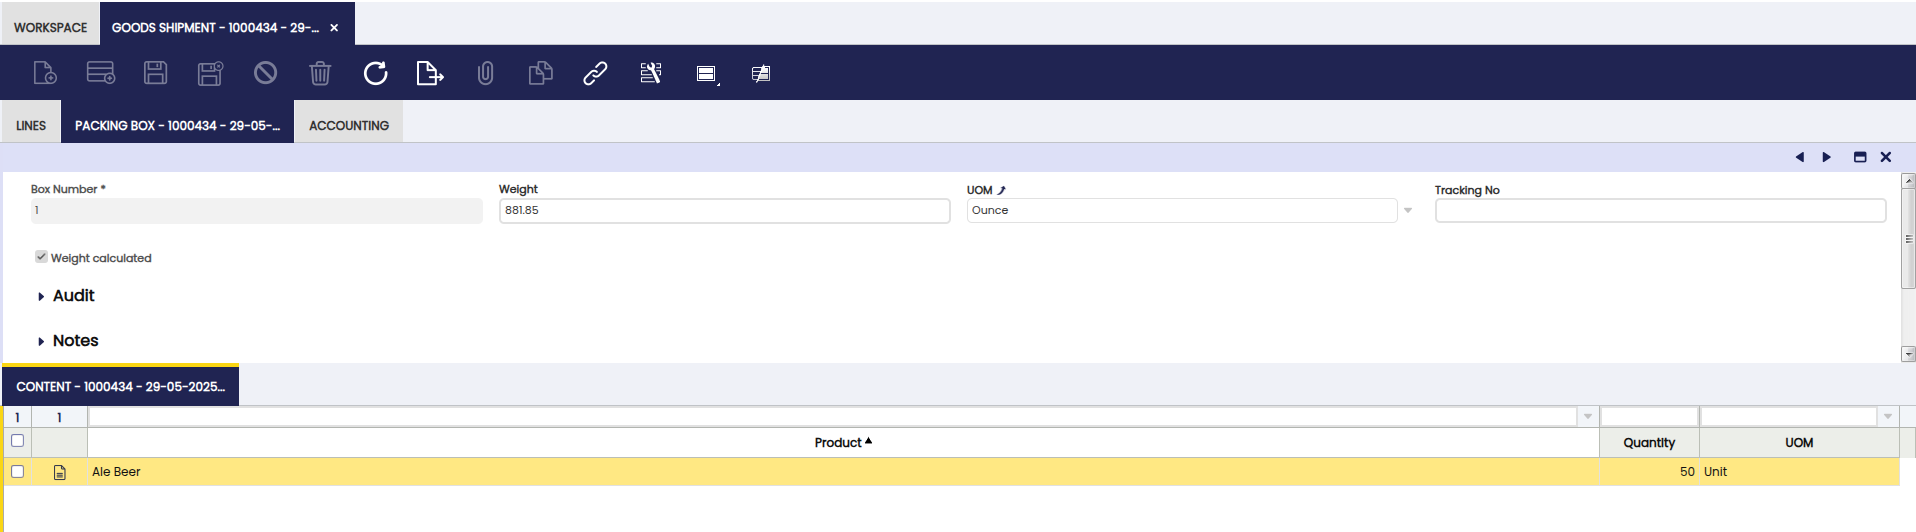 WORKSPACE GOODS SHIPMENT - 1000434 - 29-... ×
LINES PACKING BOX - 1000434 - 29-05-... ACCOUNTING
Box Number * Weight UOM Tracking No
1 881.85 Ounce
Weight calculated
Audit
Notes
CONTENT - 1000434 - 29-05-2025...
1 1
Product Quantity UOM
Ale Beer 50 Unit